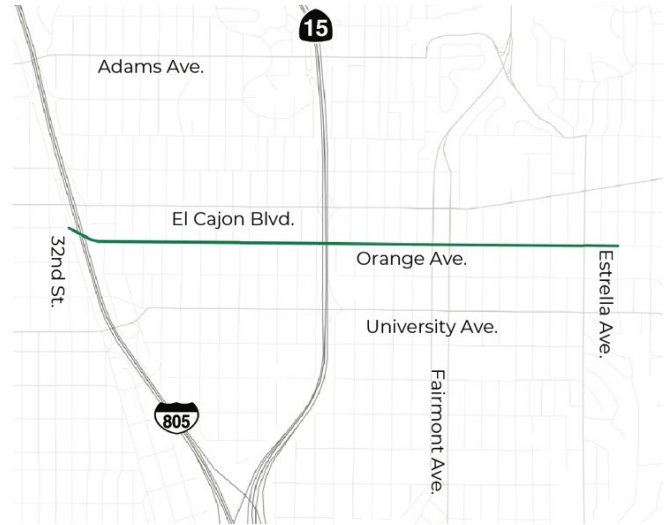 15
Adams Ave.
El Cajon Blvd.
32nd St.
Orange Ave.
Estrella Ave.
University Ave.
Fairmont Ave.
805